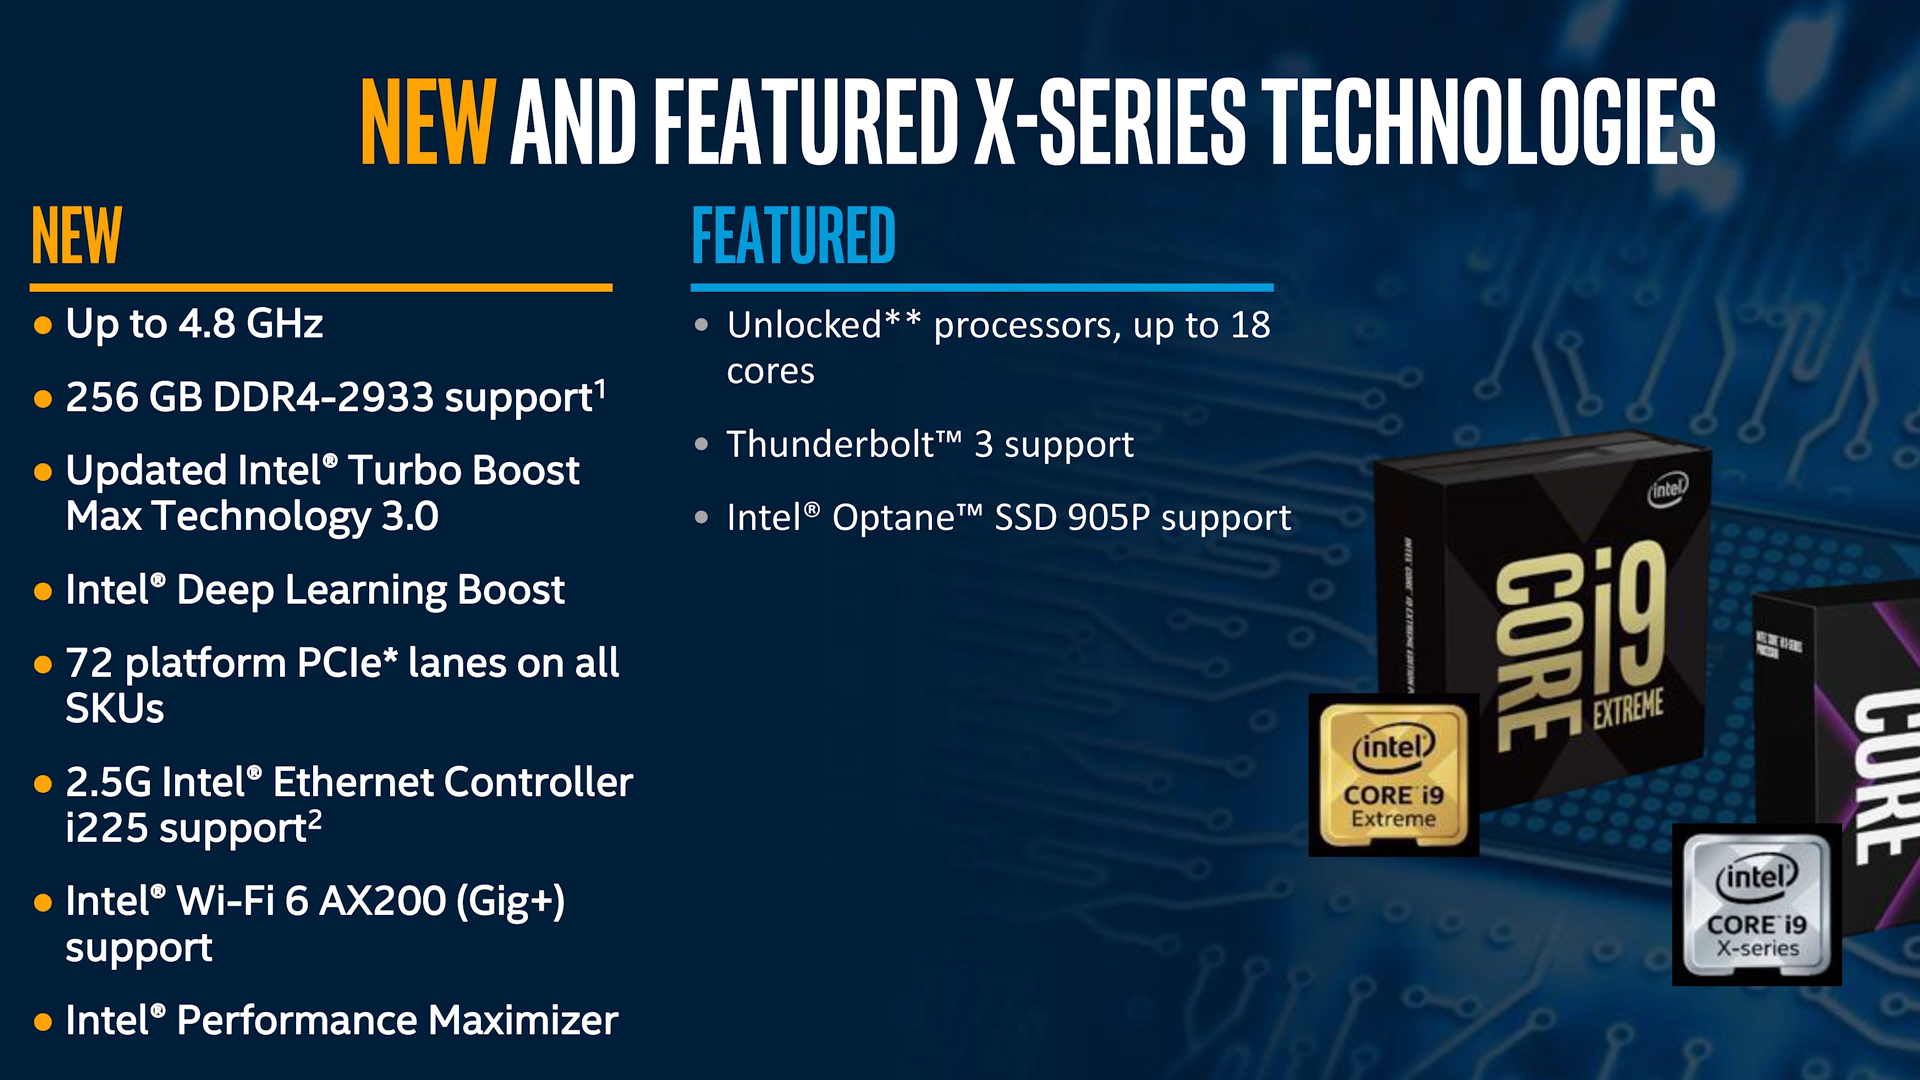 NEW AND FEATURED X-SERIES TECHNOLOGIES
NEW
• Up to 4.8 GHz
• 256 GB DDR4-2933 support¹
• Updated Intel® Turbo Boost
Max Technology 3.0
• Intel® Deep Learning Boost
• 72 platform PCIe* lanes on all
SKUs
• 2.5G Intel® Ethernet Controller
i225 support²
• Intel® Wi-Fi 6 AX200 (Gig+)
support
• Intel® Performance Maximizer
FEATURED
• Unlocked** processors, up to 18
cores
• Thunderbolt™ 3 support
• Intel® Optane™ SSD 905P support
intel
CORE i9
EXTREME
intel
CORE™ i9
Extreme
CORE
intel
CORE™ i9
X-series